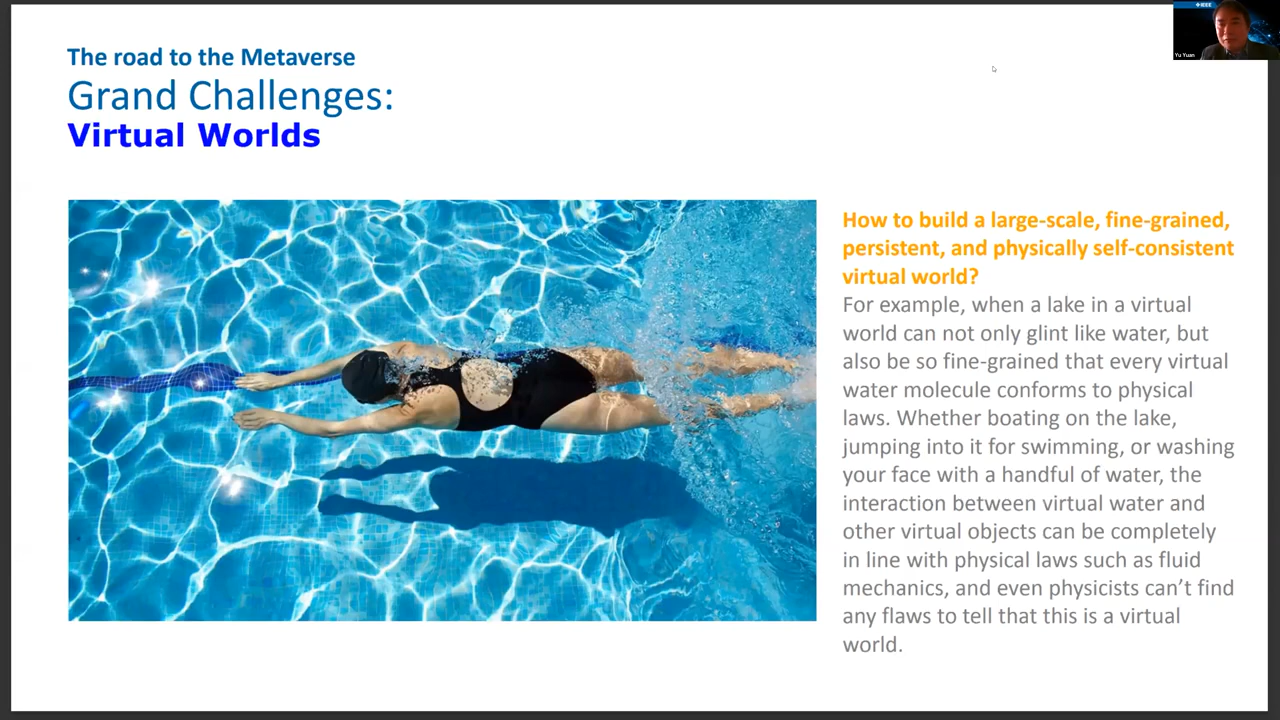 The road to the Metaverse
Grand Challenges:
Virtual Worlds
How to build a large-scale, fine-grained,
persistent, and physically self-consistent
virtual world?
For example, when a lake in a virtual
world can not only glint like water, but
also be so fine-grained that every virtual
water molecule conforms to physical
laws. Whether boating on the lake,
jumping into it for swimming, or washing
your face with a handful of water, the
interaction between virtual water and
other virtual objects can be completely
in line with physical laws such as fluid
mechanics, and even physicists can’t find
any flaws to tell that this is a virtual
world.
IEEE
Yu Yuan